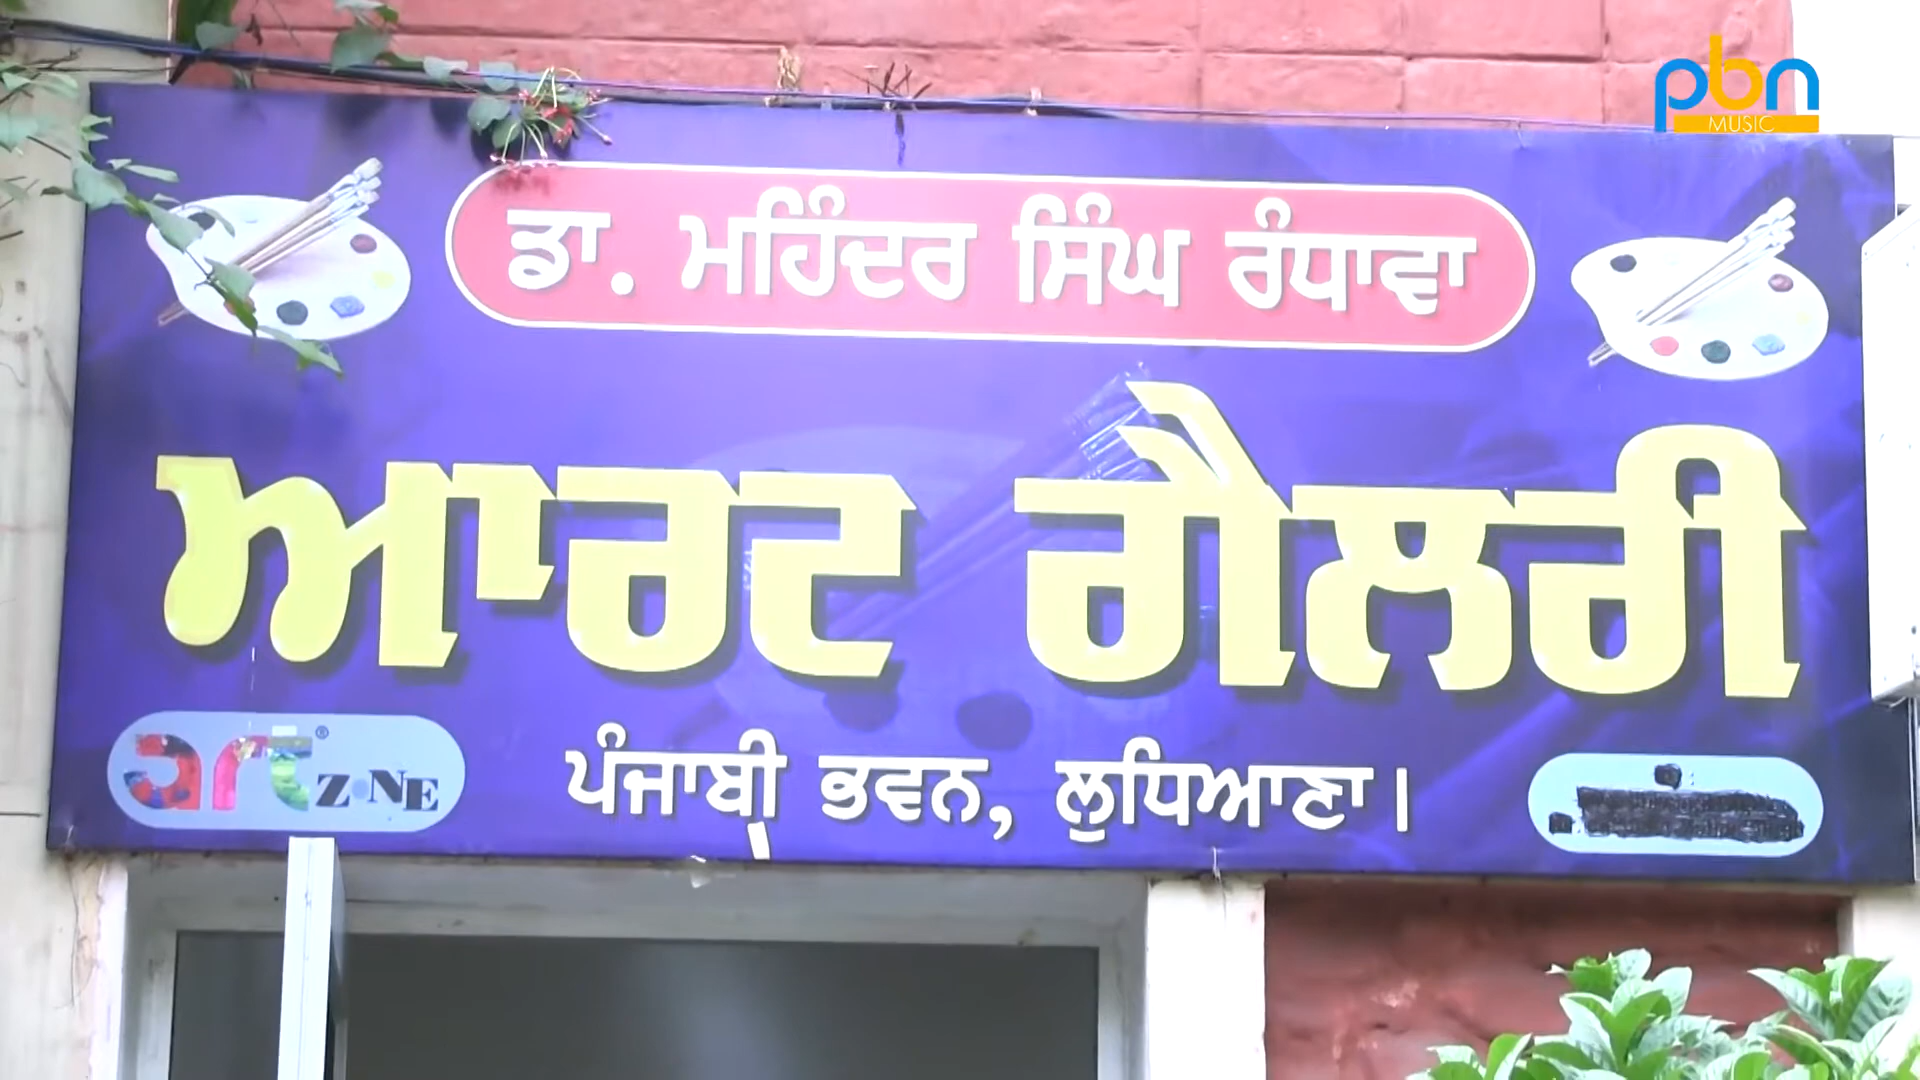 pbn
MUSIC
ਡਾ. ਮਹਿੰਦਰ ਸਿੰਘ ਰੰਧਾਵਾ
ਆਰਟ ਗੈਲਰੀ
art® ZONE
ਪੰਜਾਬੀ ਭਵਨ, ਲੁਧਿਆਣਾ।